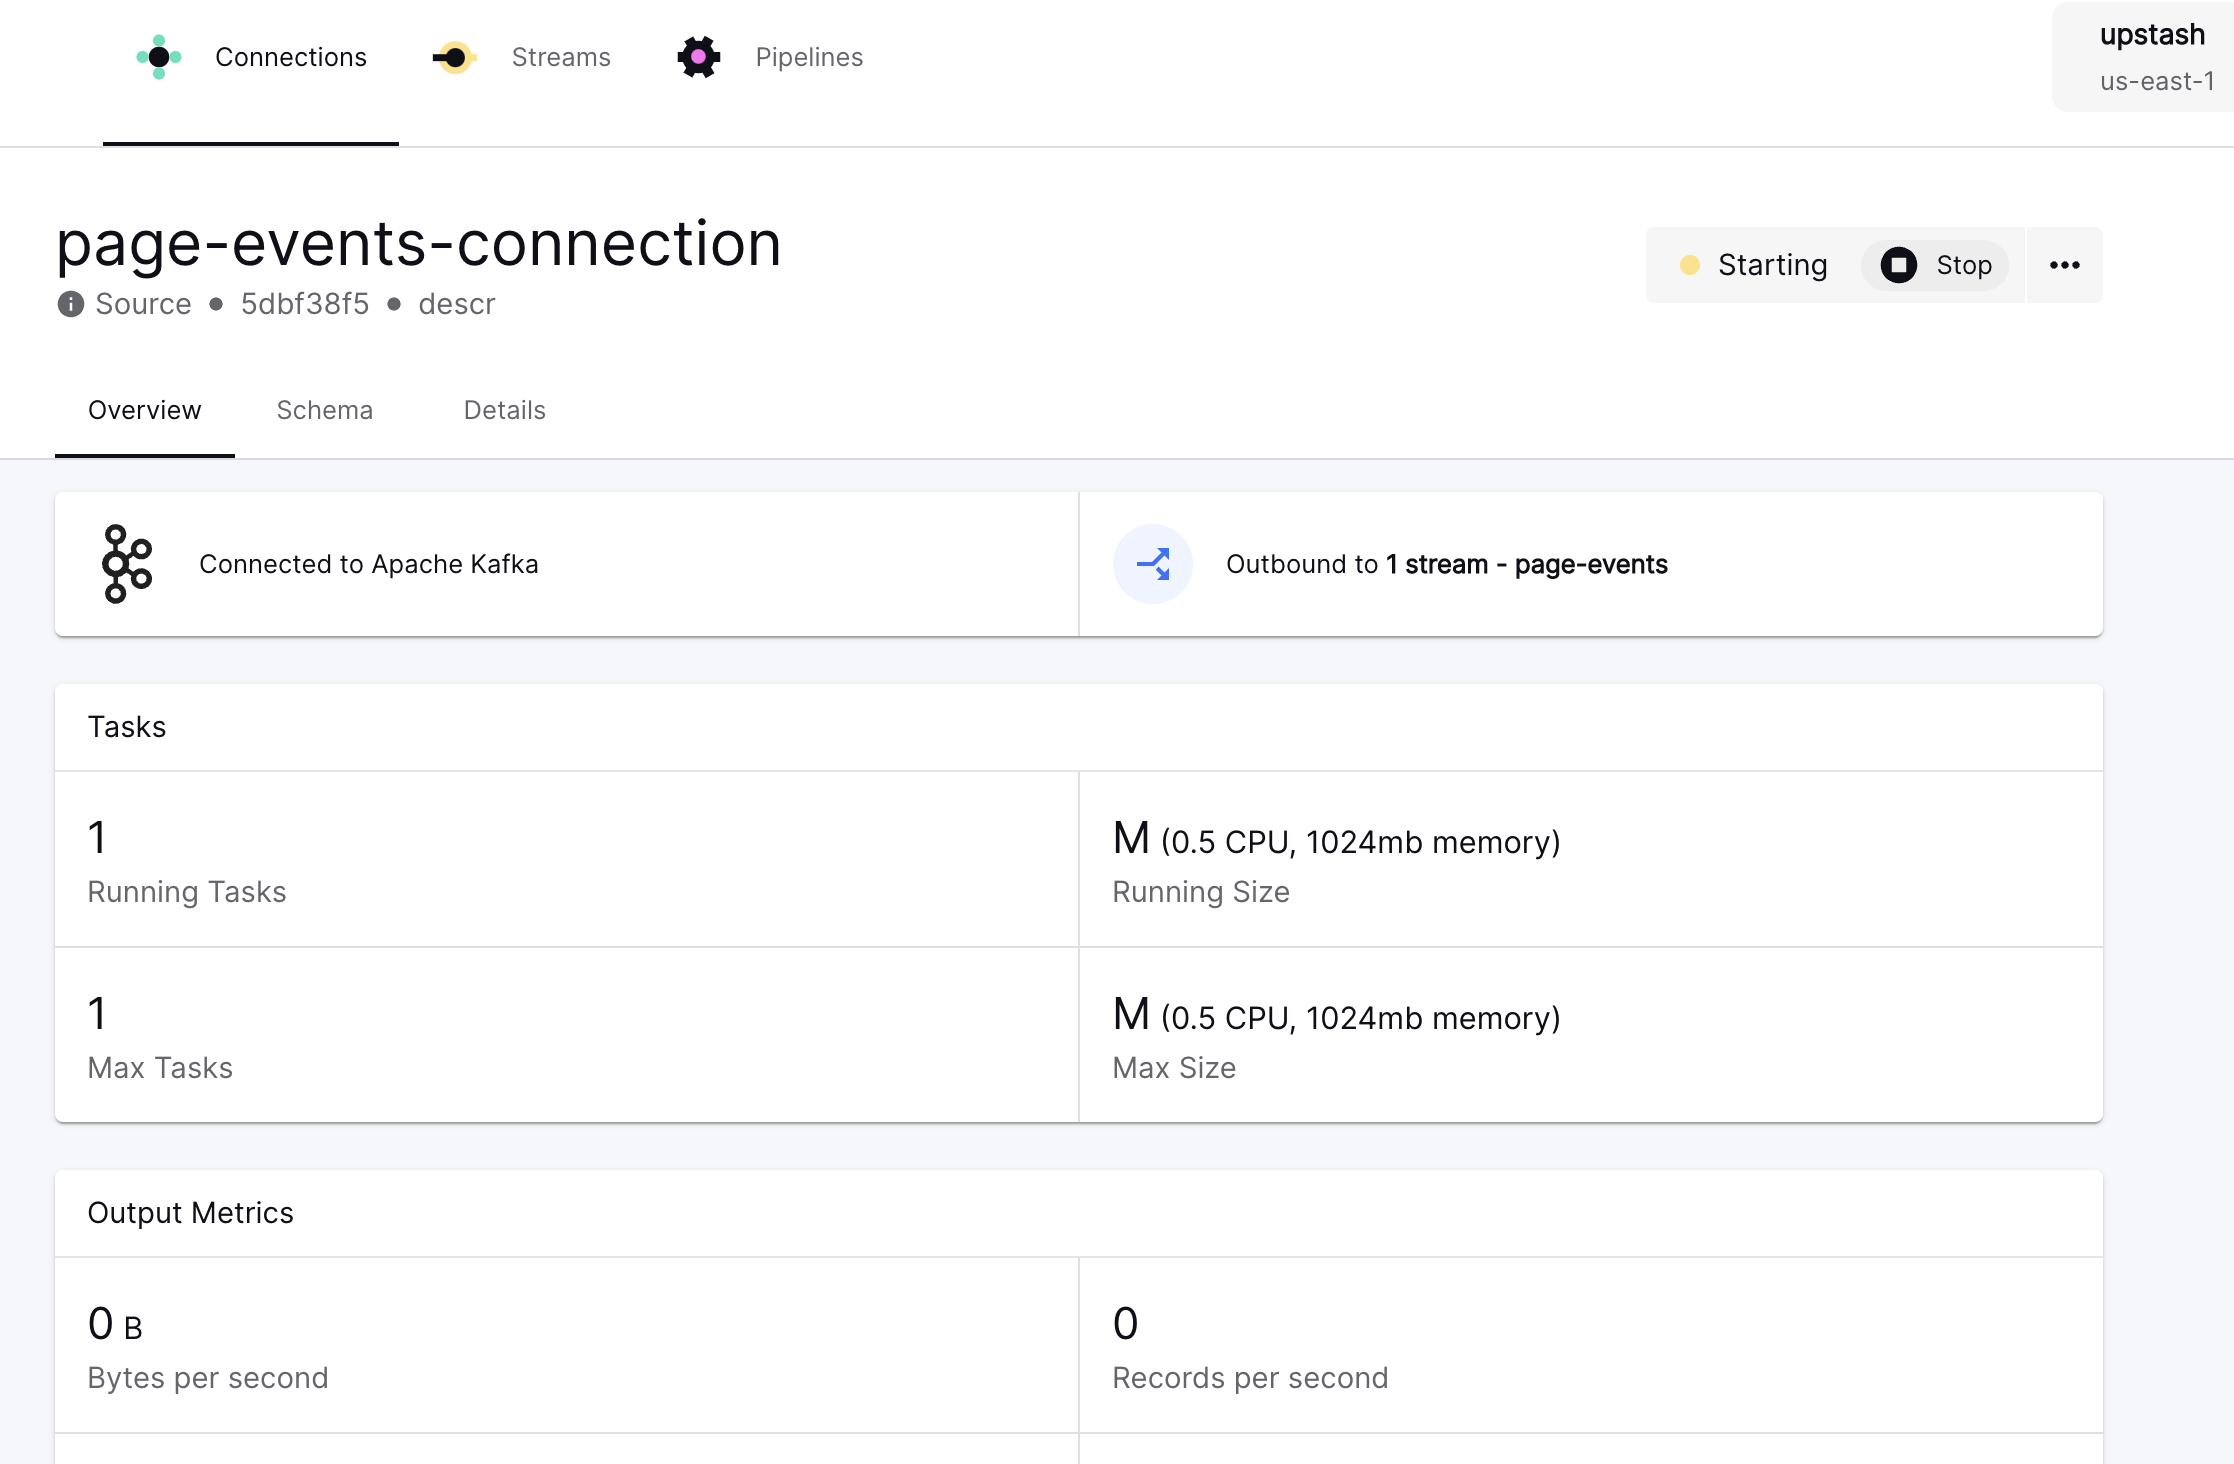 Connections Streams Pipelines
upstash
us-east-1
page-events-connection
Source • 5dbf38f5 • descr
Starting Stop •••
Overview Schema Details
Connected to Apache Kafka
Outbound to 1 stream - page-events
Tasks
1
Running Tasks
M (0.5 CPU, 1024mb memory)
Running Size
1
Max Tasks
M (0.5 CPU, 1024mb memory)
Max Size
Output Metrics
0 B
Bytes per second
0
Records per second